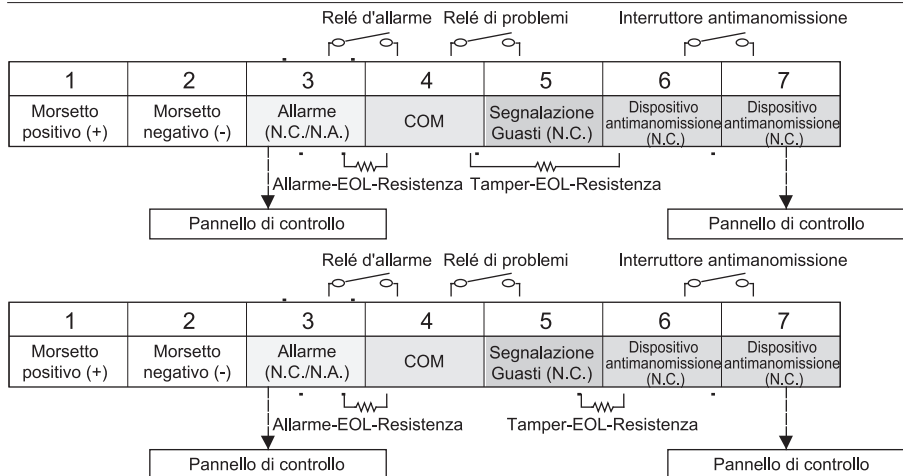 Relé d'allarme Relé di problemi Interruttore antimanomissione
1 2 3 4 5 6 7
Morsetto positivo (+)
Morsetto negativo (-)
Allarme (N.C./N.A.)
COM
Segnalazione Guasti (N.C.)
Dispositivo antimanomissione (N.C.)
Dispositivo antimanomissione (N.C.)
Allarme-EOL-Resistenza Tamper-EOL-Resistenza
Pannello di controllo Pannello di controllo
Relé d'allarme Relé di problemi Interruttore antimanomissione
1 2 3 4 5 6 7
Morsetto positivo (+)
Morsetto negativo (-)
Allarme (N.C./N.A.)
COM
Segnalazione Guasti (N.C.)
Dispositivo antimanomissione (N.C.)
Dispositivo antimanomissione (N.C.)
Allarme-EOL-Resistenza Tamper-EOL-Resistenza
Pannello di controllo Pannello di controllo